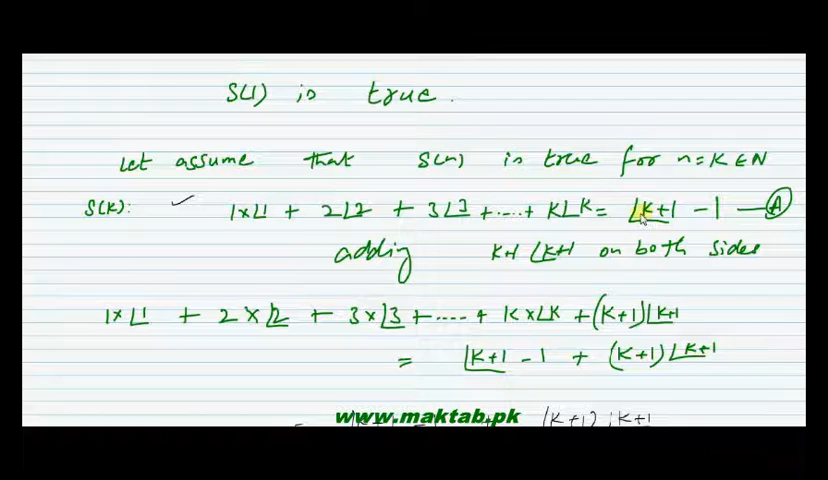 S(1) is true.
Let assume that S(n) is true for n=K∈N
S(K): ✓ 1×⌊1 + 2⌊2 + 3⌊3 +....+ K⌊K = ⌊K+1 -1 —Ⓐ
adding K+1 ⌊K+1 on both sides
1×⌊1 + 2×⌊2 + 3×⌊3 +....+ K×⌊K +(K+1)⌊K+1
= ⌊K+1 -1 + (K+1)⌊K+1
www.maktab.pk